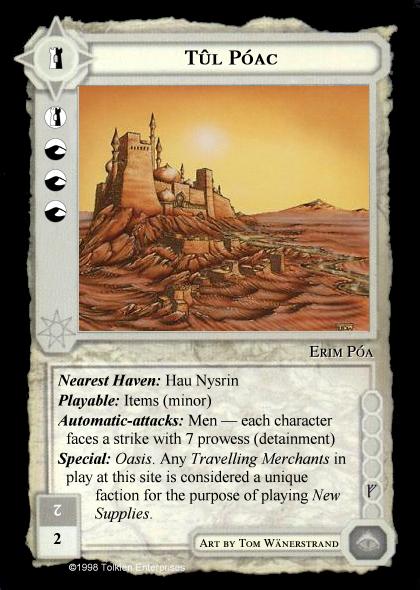 TÛL PÓAC
ERIM PÓA
Nearest Haven: Hau Nysrin
Playable: Items (minor)
Automatic-attacks: Men — each character
faces a strike with 7 prowess (detainment)
Special: Oasis. Any Travelling Merchants in
play at this site is considered a unique
faction for the purpose of playing New
Supplies.
2
2
ART BY TOM WÄNERSTRAND
©1998 Tolkien Enterprises